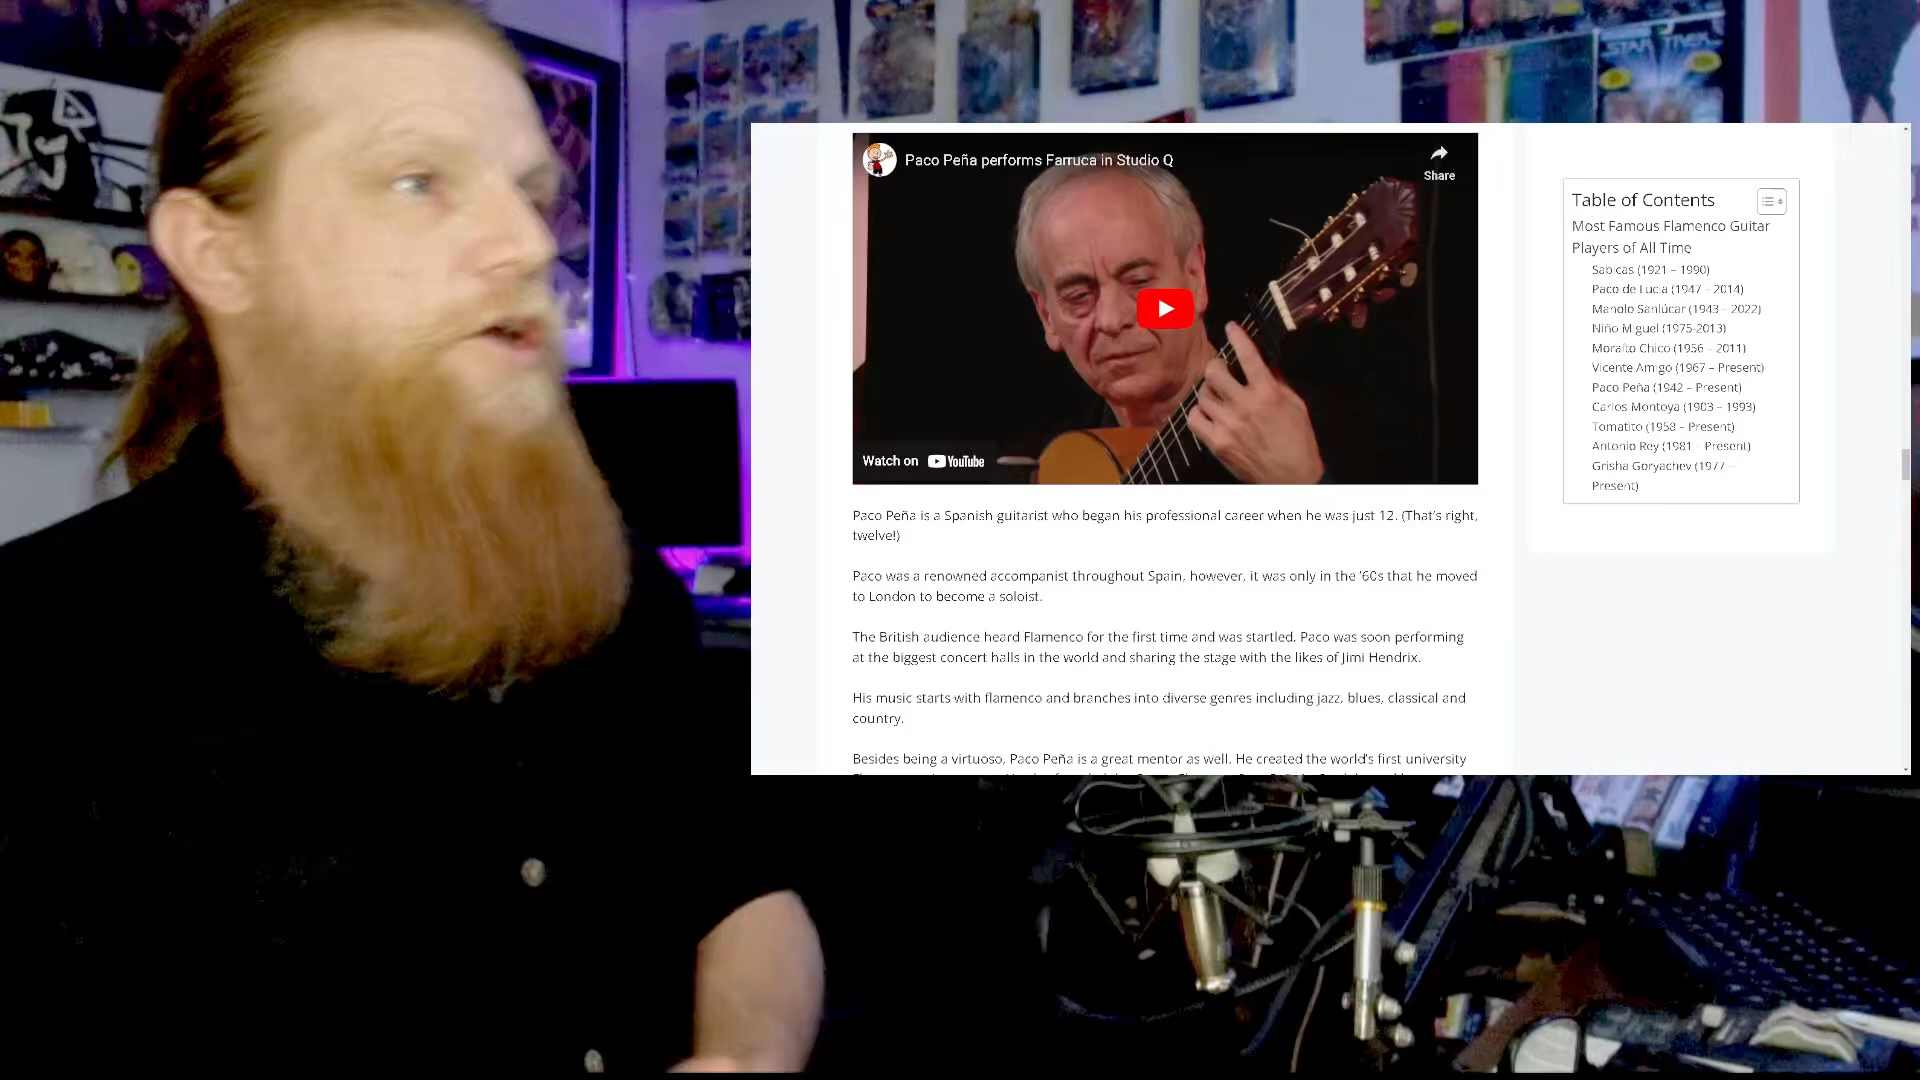 STAR TREK
Paco Peña performs Farruca in Studio Q
Share
Watch on YouTube
Paco Peña is a Spanish guitarist who began his professional career when he was just 12. (That's right,
twelve!)
Paco was a renowned accompanist throughout Spain, however, it was only in the '60s that he moved
to London to become a soloist.
The British audience heard Flamenco for the first time and was startled. Paco was soon performing
at the biggest concert halls in the world and sharing the stage with the likes of Jimi Hendrix.
His music starts with flamenco and branches into diverse genres including jazz, blues, classical and
country.
Besides being a virtuoso, Paco Peña is a great mentor as well. He created the world's first university
Table of Contents
Most Famous Flamenco Guitar
Players of All Time
Sabicas (1921 – 1990)
Paco de Lucia (1947 – 2014)
Manolo Sanlúcar (1943 – 2022)
Niño Miguel (1975-2013)
Moraíto Chico (1956 – 2011)
Vicente Amigo (1967 – Present)
Paco Peña (1942 – Present)
Carlos Montoya (1903 – 1993)
Tomatito (1958 – Present)
Antonio Rey (1981 – Present)
Grisha Goryachev (1977 –
Present)